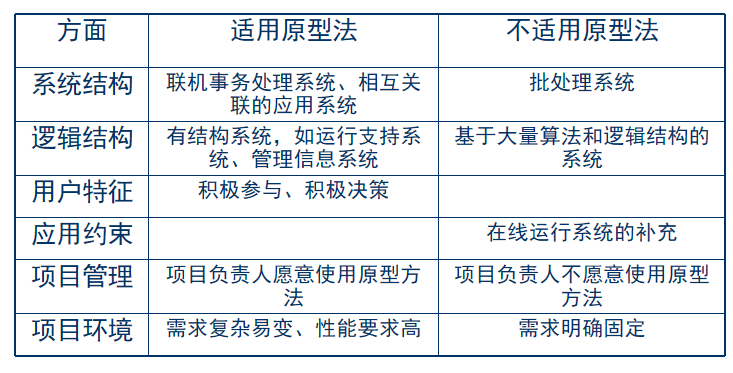 方面 适用原型法 不适用原型法
系统结构 联机事务处理系统、相互关 批处理系统
联的应用系统
逻辑结构 有结构系统，如运行支持系 基于大量算法和逻辑结构的
统、管理信息系统 系统
用户特征 积极参与、积极决策
应用约束 在线运行系统的补充
项目管理 项目负责人愿意使用原型方 项目负责人不愿意使用原型
法 方法
项目环境 需求复杂易变、性能要求高 需求明确固定